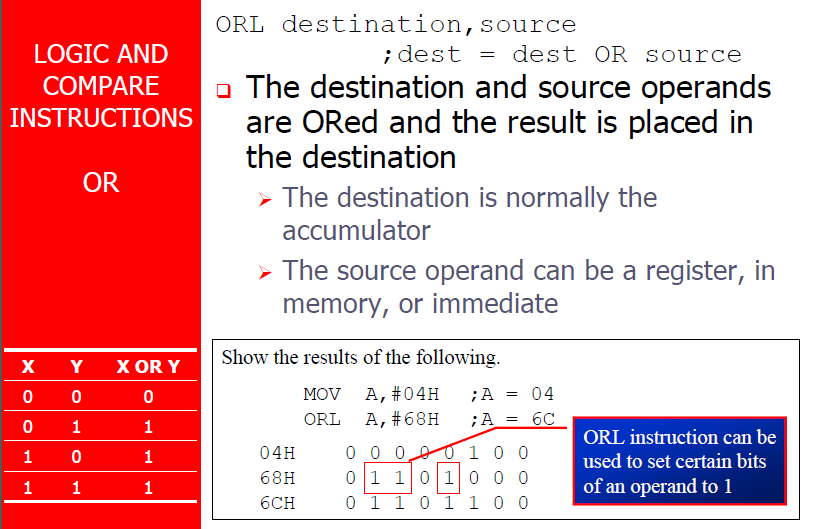 LOGIC AND
COMPARE
INSTRUCTIONS
OR
X Y X OR Y
0 0 0
0 1 1
1 0 1
1 1 1
ORL destination,source
;dest = dest OR source
The destination and source operands
are ORed and the result is placed in
the destination
The destination is normally the
accumulator
The source operand can be a register, in
memory, or immediate
Show the results of the following.
MOV A,#04H ;A = 04
ORL A,#68H ;A = 6C
04H 0 0 0 0 0 1 0 0
68H 0 1 1 0 1 0 0 0
6CH 0 1 1 0 1 1 0 0
ORL instruction can be
used to set certain bits
of an operand to 1